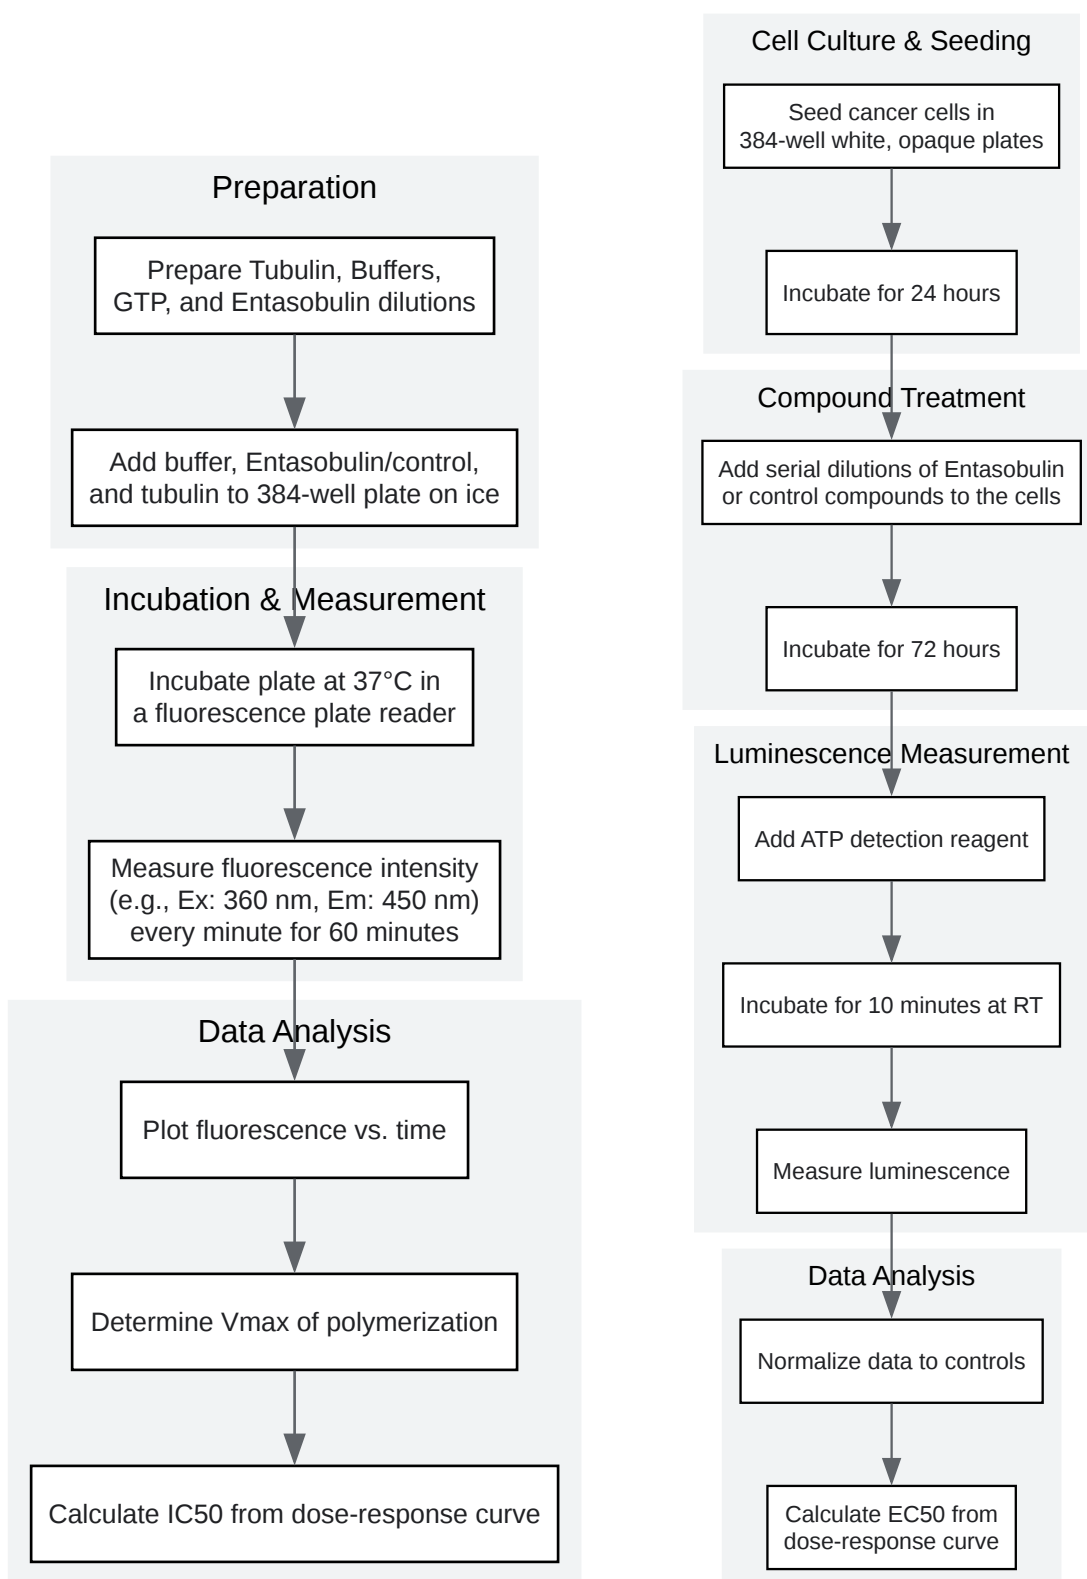 Preparation
Prepare Tubulin, Buffers,
GTP, and Entasobulin dilutions
Add buffer, Entasobulin/control,
and tubulin to 384-well plate on ice
Incubation & Measurement
Incubate plate at 37°C in
a fluorescence plate reader
Measure fluorescence intensity
(e.g., Ex: 360 nm, Em: 450 nm)
every minute for 60 minutes
Data Analysis
Plot fluorescence vs. time
Determine Vmax of polymerization
Calculate IC50 from dose-response curve
Cell Culture & Seeding
Seed cancer cells in
384-well white, opaque plates
Incubate for 24 hours
Compound Treatment
Add serial dilutions of Entasobulin
or control compounds to the cells
Incubate for 72 hours
Luminescence Measurement
Add ATP detection reagent
Incubate for 10 minutes at RT
Measure luminescence
Data Analysis
Normalize data to controls
Calculate EC50 from
dose-response curve